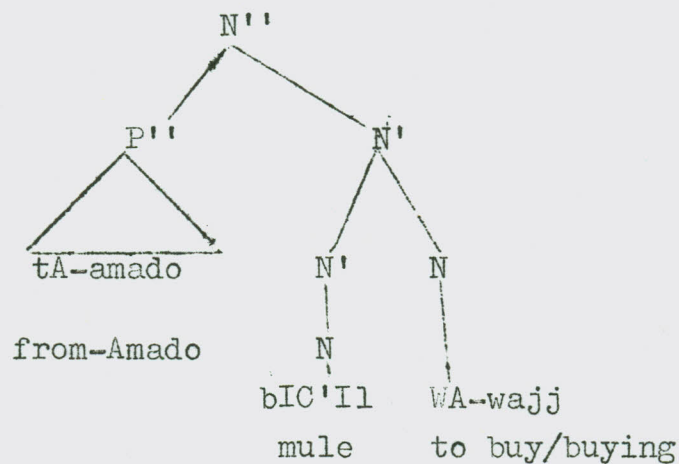 N''
P'' N'
tA-amado N' N
from-Amado N
bIC'Il WA-wajj
mule to buy/buying